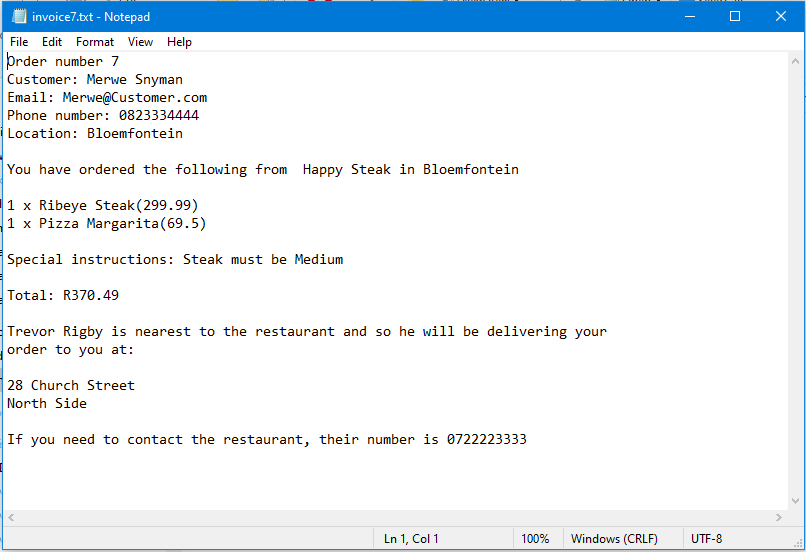 invoice7.txt - Notepad
File Edit Format View Help
Order number 7
Customer: Merwe Snyman
Email: Merwe@Customer.com
Phone number: 0823334444
Location: Bloemfontein
You have ordered the following from  Happy Steak in Bloemfontein
1 x Ribeye Steak(299.99)
1 x Pizza Margarita(69.5)
Special instructions: Steak must be Medium
Total: R370.49
Trevor Rigby is nearest to the restaurant and so he will be delivering your
order to you at:
28 Church Street
North Side
If you need to contact the restaurant, their number is 0722223333
Ln 1, Col 1 100% Windows (CRLF) UTF-8